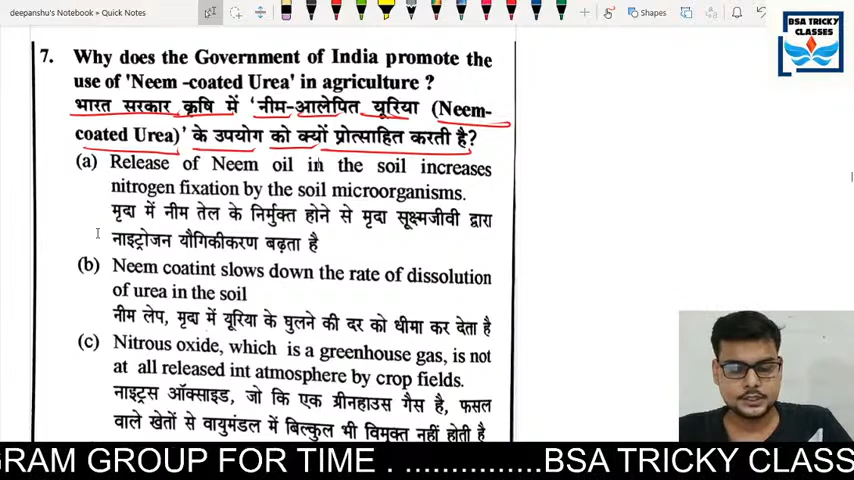 deepanshu's Notebook » Quick Notes
Shapes
BSA TRICKY
CLASSES
7. Why does the Government of India promote the
use of 'Neem -coated Urea' in agriculture ?
भारत सरकार कृषि में 'नीम-आलेपित यूरिया (Neem-
coated Urea)' के उपयोग को क्यों प्रोत्साहित करती है?
(a) Release of Neem oil in the soil increases
nitrogen fixation by the soil microorganisms.
मृदा में नीम तेल के निर्मुक्त होने से मृदा सूक्ष्मजीवी द्वारा
नाइट्रोजन यौगिकीकरण बढ़ता है
(b) Neem coatint slows down the rate of dissolution
of urea in the soil
नीम लेप, मृदा में यूरिया के घुलने की दर को धीमा कर देता है
(c) Nitrous oxide, which is a greenhouse gas, is not
at all released int atmosphere by crop fields.
नाइट्रस ऑक्साइड, जो कि एक ग्रीनहाउस गैस है, फसल
वाले खेतों से वायुमंडल में बिल्कुल भी विमुक्त नहीं होती है
GRAM GROUP FOR TIME . ..............BSA TRICKY CLASS